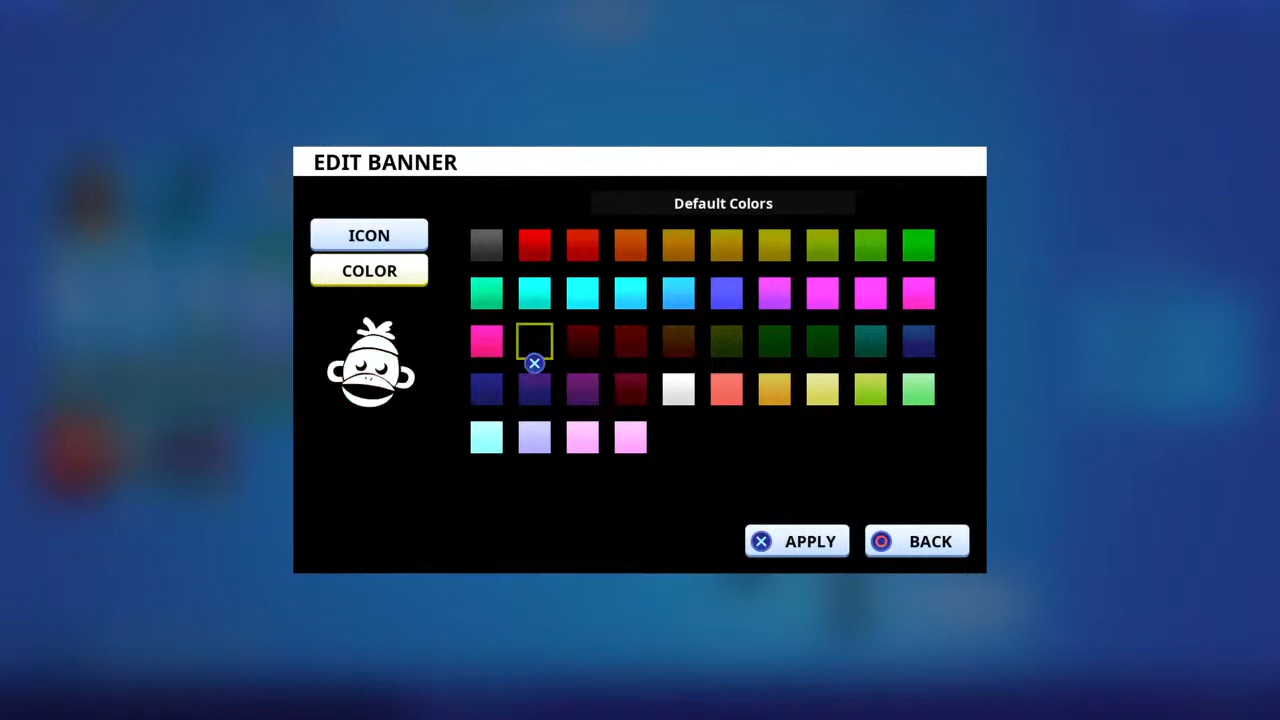 EDIT BANNER
Default Colors
ICON
COLOR
APPLY
BACK